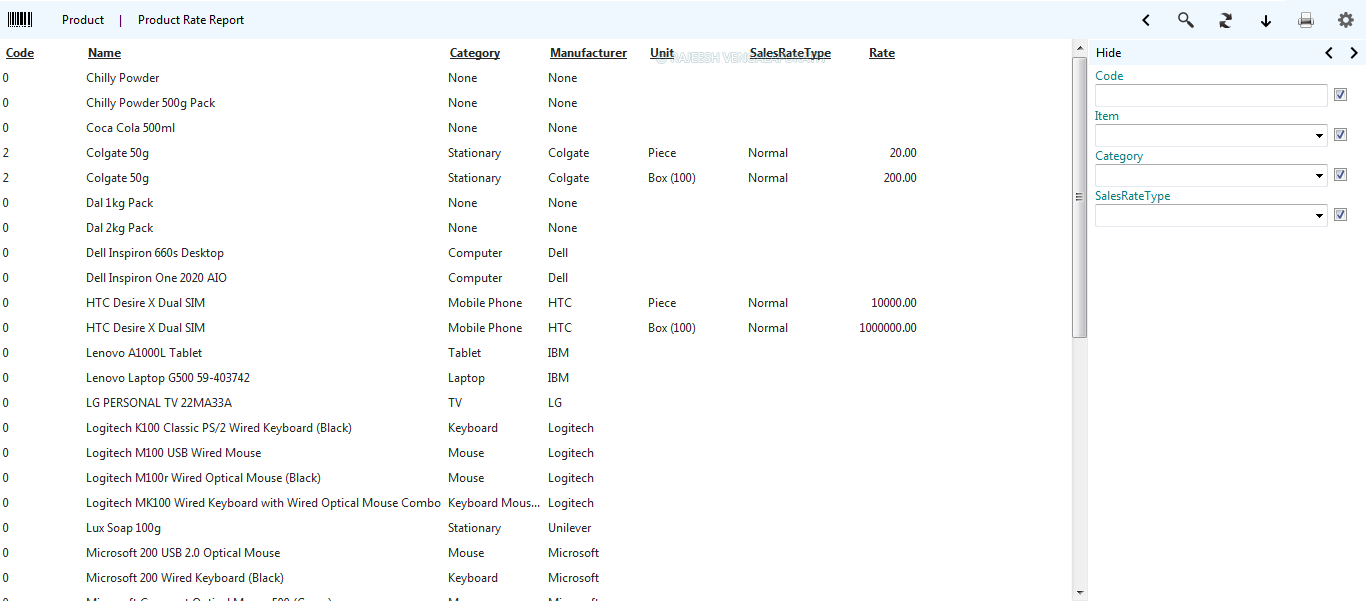 Product | Product Rate Report
Code Name Category Manufacturer Unit SalesRateType Rate
0 Chilly Powder None None
0 Chilly Powder 500g Pack None None
0 Coca Cola 500ml None None
2 Colgate 50g Stationary Colgate Piece Normal 20.00
2 Colgate 50g Stationary Colgate Box (100) Normal 200.00
0 Dal 1kg Pack None None
0 Dal 2kg Pack None None
0 Dell Inspiron 660s Desktop Computer Dell
0 Dell Inspiron One 2020 AIO Computer Dell
0 HTC Desire X Dual SIM Mobile Phone HTC Piece Normal 10000.00
0 HTC Desire X Dual SIM Mobile Phone HTC Box (100) Normal 1000000.00
0 Lenovo A1000L Tablet Tablet IBM
0 Lenovo Laptop G500 59-403742 Laptop IBM
0 LG PERSONAL TV 22MA33A TV LG
0 Logitech K100 Classic PS/2 Wired Keyboard (Black) Keyboard Logitech
0 Logitech M100 USB Wired Mouse Mouse Logitech
0 Logitech M100r Wired Optical Mouse (Black) Mouse Logitech
0 Logitech MK100 Wired Keyboard with Wired Optical Mouse Combo Keyboard Mous... Logitech
0 Lux Soap 100g Stationary Unilever
0 Microsoft 200 USB 2.0 Optical Mouse Mouse Microsoft
0 Microsoft 200 Wired Keyboard (Black) Keyboard Microsoft
Hide
Code
Item
Category
SalesRateType